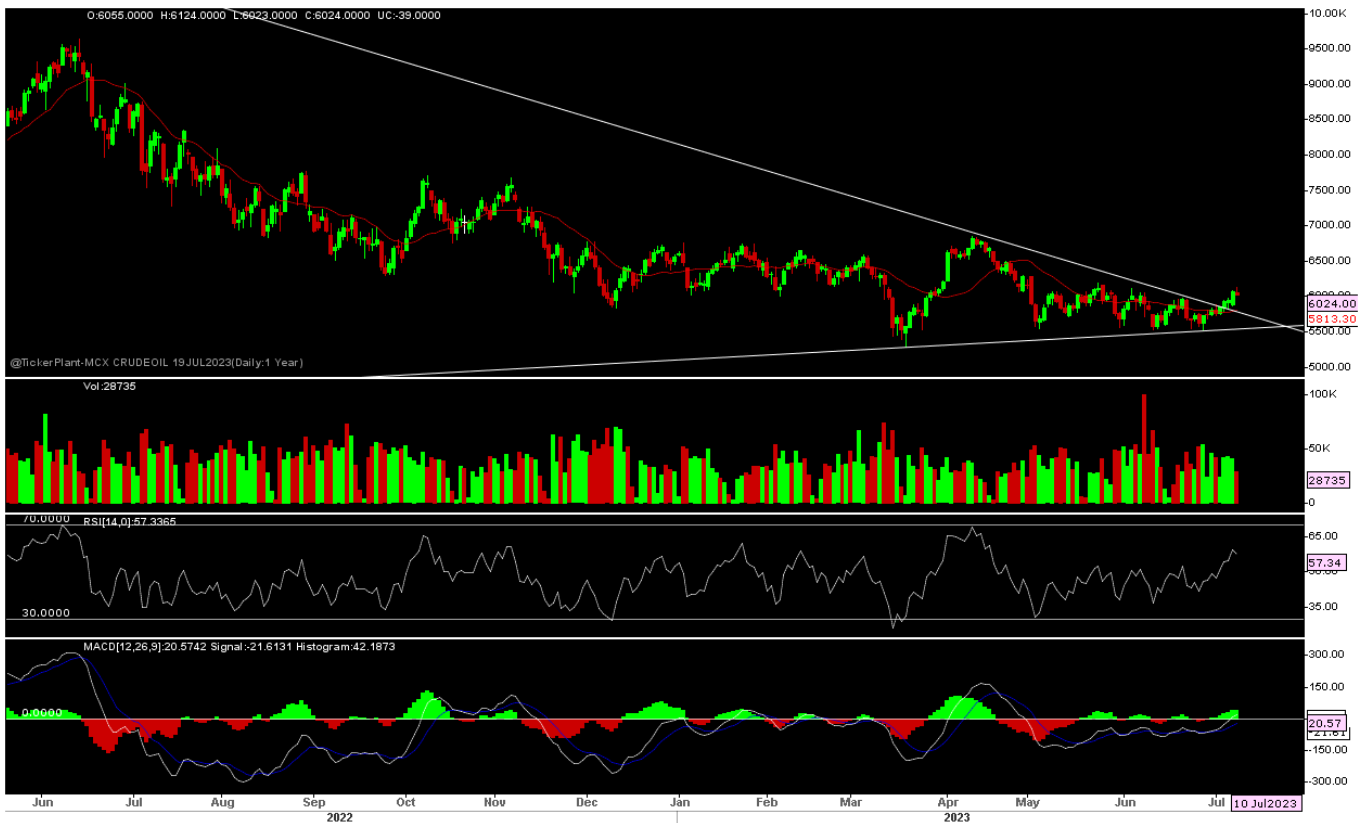 O:6055.0000 H:6124.0000 L:6023.0000 C:6024.0000 UC:-39.0000
10.00K
9500.00
9000.00
8500.00
8000.00
7500.00
7000.00
6500.00
6024.00
5813.30
5500.00
5000.00
@TickerPlant-MCX CRUDEOIL 19JUL2023(Daily:1 Year)
Vol:28735
100K
50K
28735
0
70.0000 RSI[14,0]:57.3365
65.00
57.34
35.00
30.0000
MACD[12,26,9]:20.5742 Signal:-21.6131 Histogram:42.1873
300.00
150.00
0.0000
20.57
-21.61
-150.00
-300.00
Jun Jul Aug Sep Oct Nov Dec Jan Feb Mar Apr May Jun Jul 10 Jul2023
2022 2023